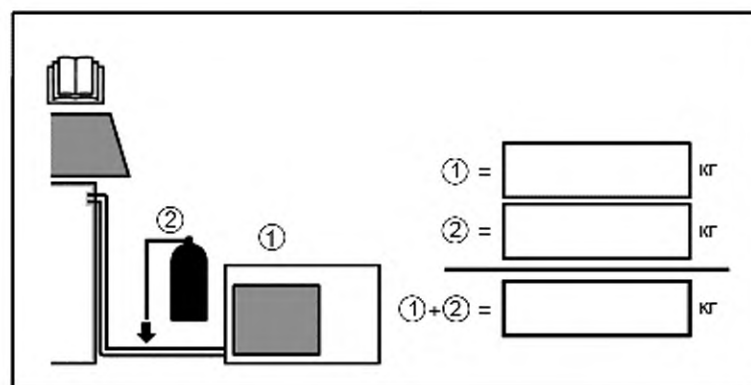 ① = кг
② ①
② = кг
①+② = кг